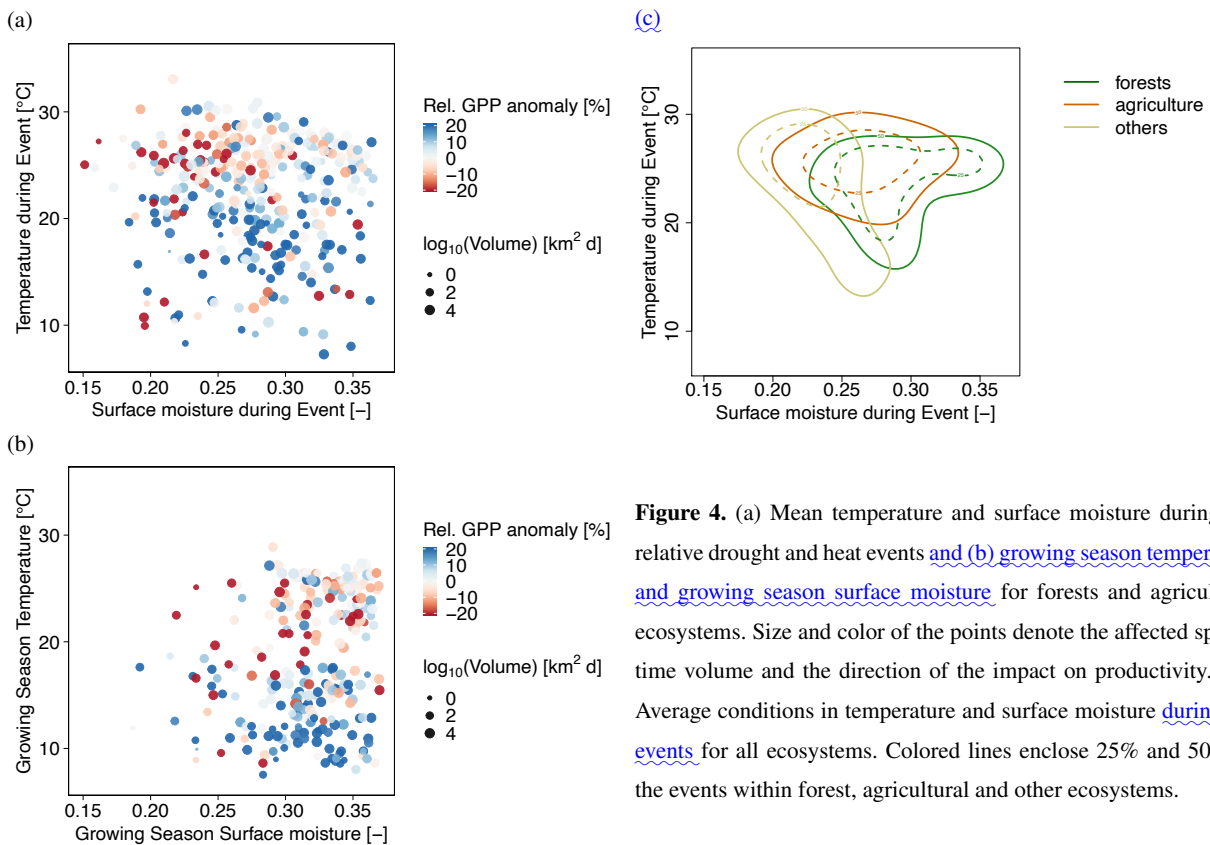 (a)
Temperature during Event [°C]
30
20
10
0.15 0.20 0.25 0.30 0.35
Surface moisture during Event [−]
Rel. GPP anomaly [%]
20
10
0
−10
−20
log10(Volume) [km2 d]
0
2
4
(b)
Growing Season Temperature [°C]
30
20
10
0.15 0.20 0.25 0.30 0.35
Growing Season Surface moisture [−]
Rel. GPP anomaly [%]
20
10
0
−10
−20
log10(Volume) [km2 d]
0
2
4
(c)
Temperature during Event [°C]
30
20
10
0.15 0.20 0.25 0.30 0.35
Surface moisture during Event [−]
forests
agriculture
others
Figure 4. (a) Mean temperature and surface moisture during
relative drought and heat events and (b) growing season temper
and growing season surface moisture for forests and agricul
ecosystems. Size and color of the points denote the affected sp
time volume and the direction of the impact on productivity.
Average conditions in temperature and surface moisture durin
events for all ecosystems. Colored lines enclose 25% and 50
the events within forest, agricultural and other ecosystems.